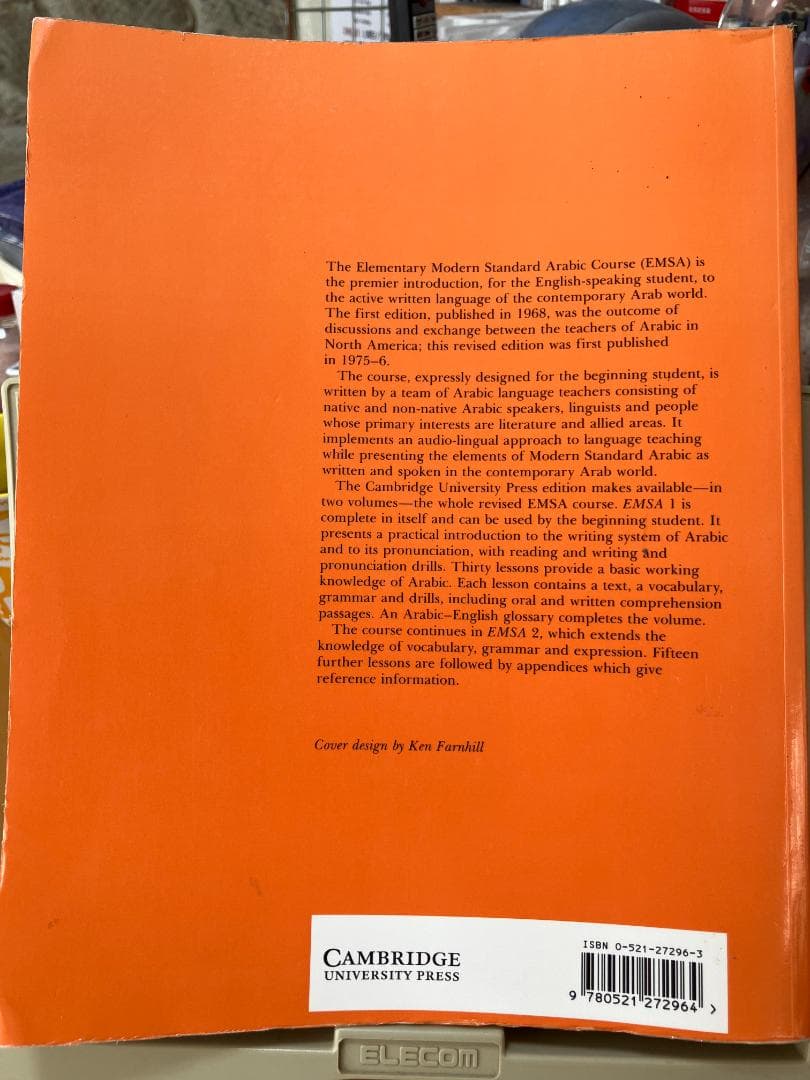 The Elementary Modern Standard Arabic Course (EMSA) is
the premier introduction, for the English-speaking student, to
the active written language of the contemporary Arab world.
The first edition, published in 1968, was the outcome of
discussions and exchange between the teachers of Arabic in
North America; this revised edition was first published
in 1975–6.
The course, expressly designed for the beginning student, is
written by a team of Arabic language teachers consisting of
native and non-native Arabic speakers, linguists and people
whose primary interests are literature and allied areas. It
implements an audio-lingual approach to language teaching
while presenting the elements of Modern Standard Arabic as
written and spoken in the contemporary Arab world.
The Cambridge University Press edition makes available—in
two volumes—the whole revised EMSA course. EMSA 1 is
complete in itself and can be used by the beginning student. It
presents a practical introduction to the writing system of Arabic
and to its pronunciation, with reading and writing and
pronunciation drills. Thirty lessons provide a basic working
knowledge of Arabic. Each lesson contains a text, a vocabulary,
grammar and drills, including oral and written comprehension
passages. An Arabic–English glossary completes the volume.
The course continues in EMSA 2, which extends the
knowledge of vocabulary, grammar and expression. Fifteen
further lessons are followed by appendices which give
reference information.
Cover design by Ken Farnhill
CAMBRIDGE
UNIVERSITY PRESS
ISBN 0-521-27296-3
9 780521 272964 >
ELECOM